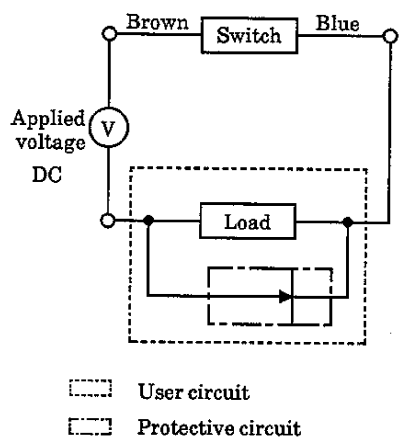 Brown
Switch
Blue
Applied
voltage
DC
V
Load
User circuit
Protective circuit